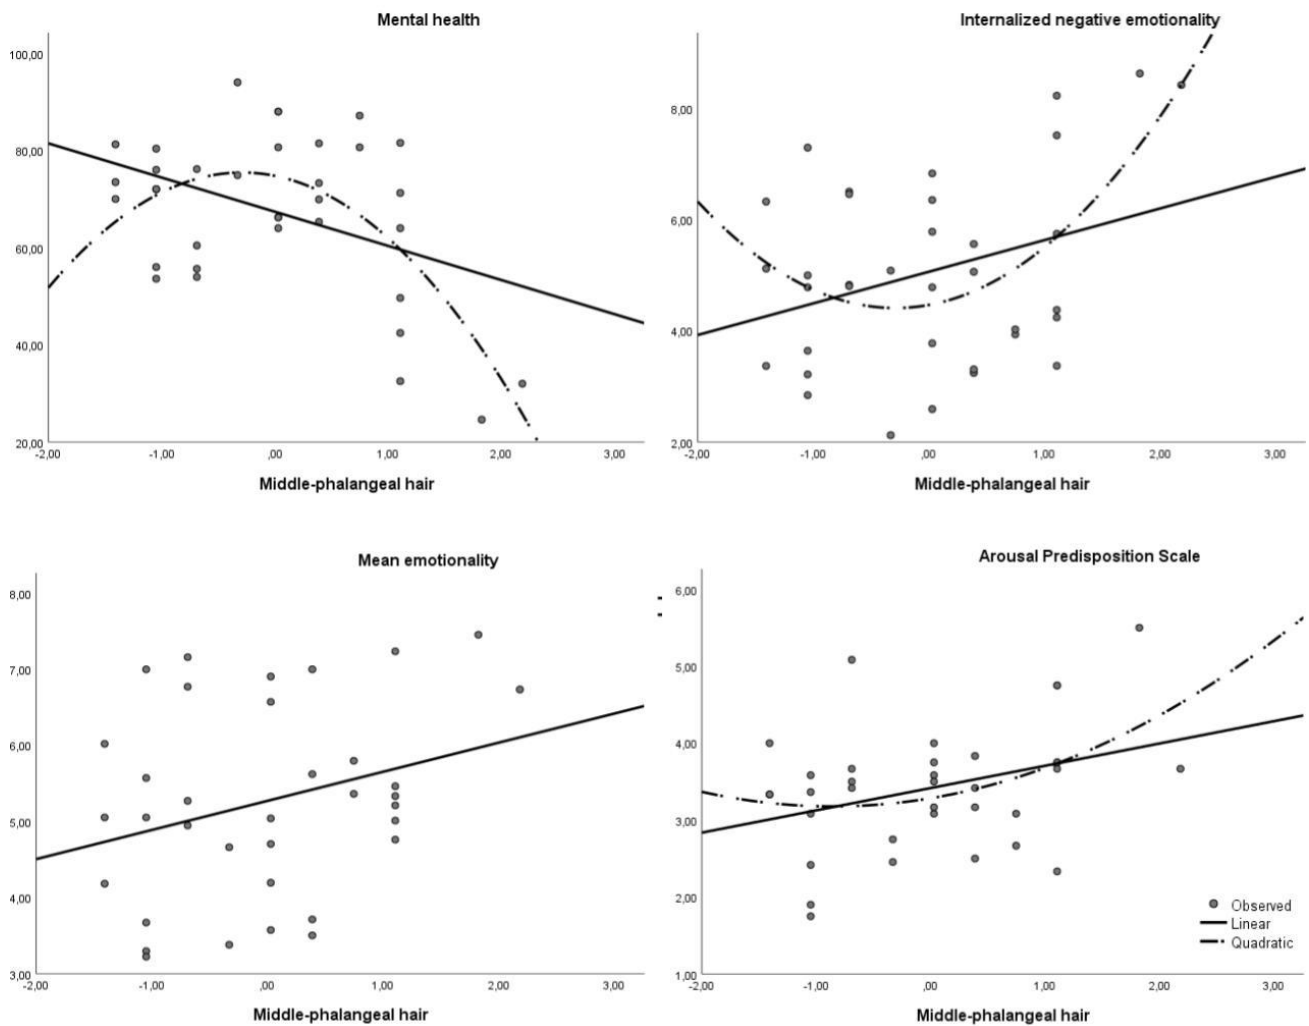 Mental health
100,00
80,00
60,00
40,00
20,00
-2,00 -1,00 ,00 1,00 2,00 3,00
Middle-phalangeal hair
Internalized negative emotionality
8,00
6,00
4,00
2,00
-2,00 -1,00 ,00 1,00 2,00 3,00
Middle-phalangeal hair
Mean emotionality
8,00
7,00
6,00
5,00
4,00
3,00
-2,00 -1,00 ,00 1,00 2,00 3,00
Middle-phalangeal hair
Arousal Predisposition Scale
6,00
5,00
4,00
3,00
2,00
1,00
-2,00 -1,00 ,00 1,00 2,00 3,00
Middle-phalangeal hair
Observed
Linear
Quadratic